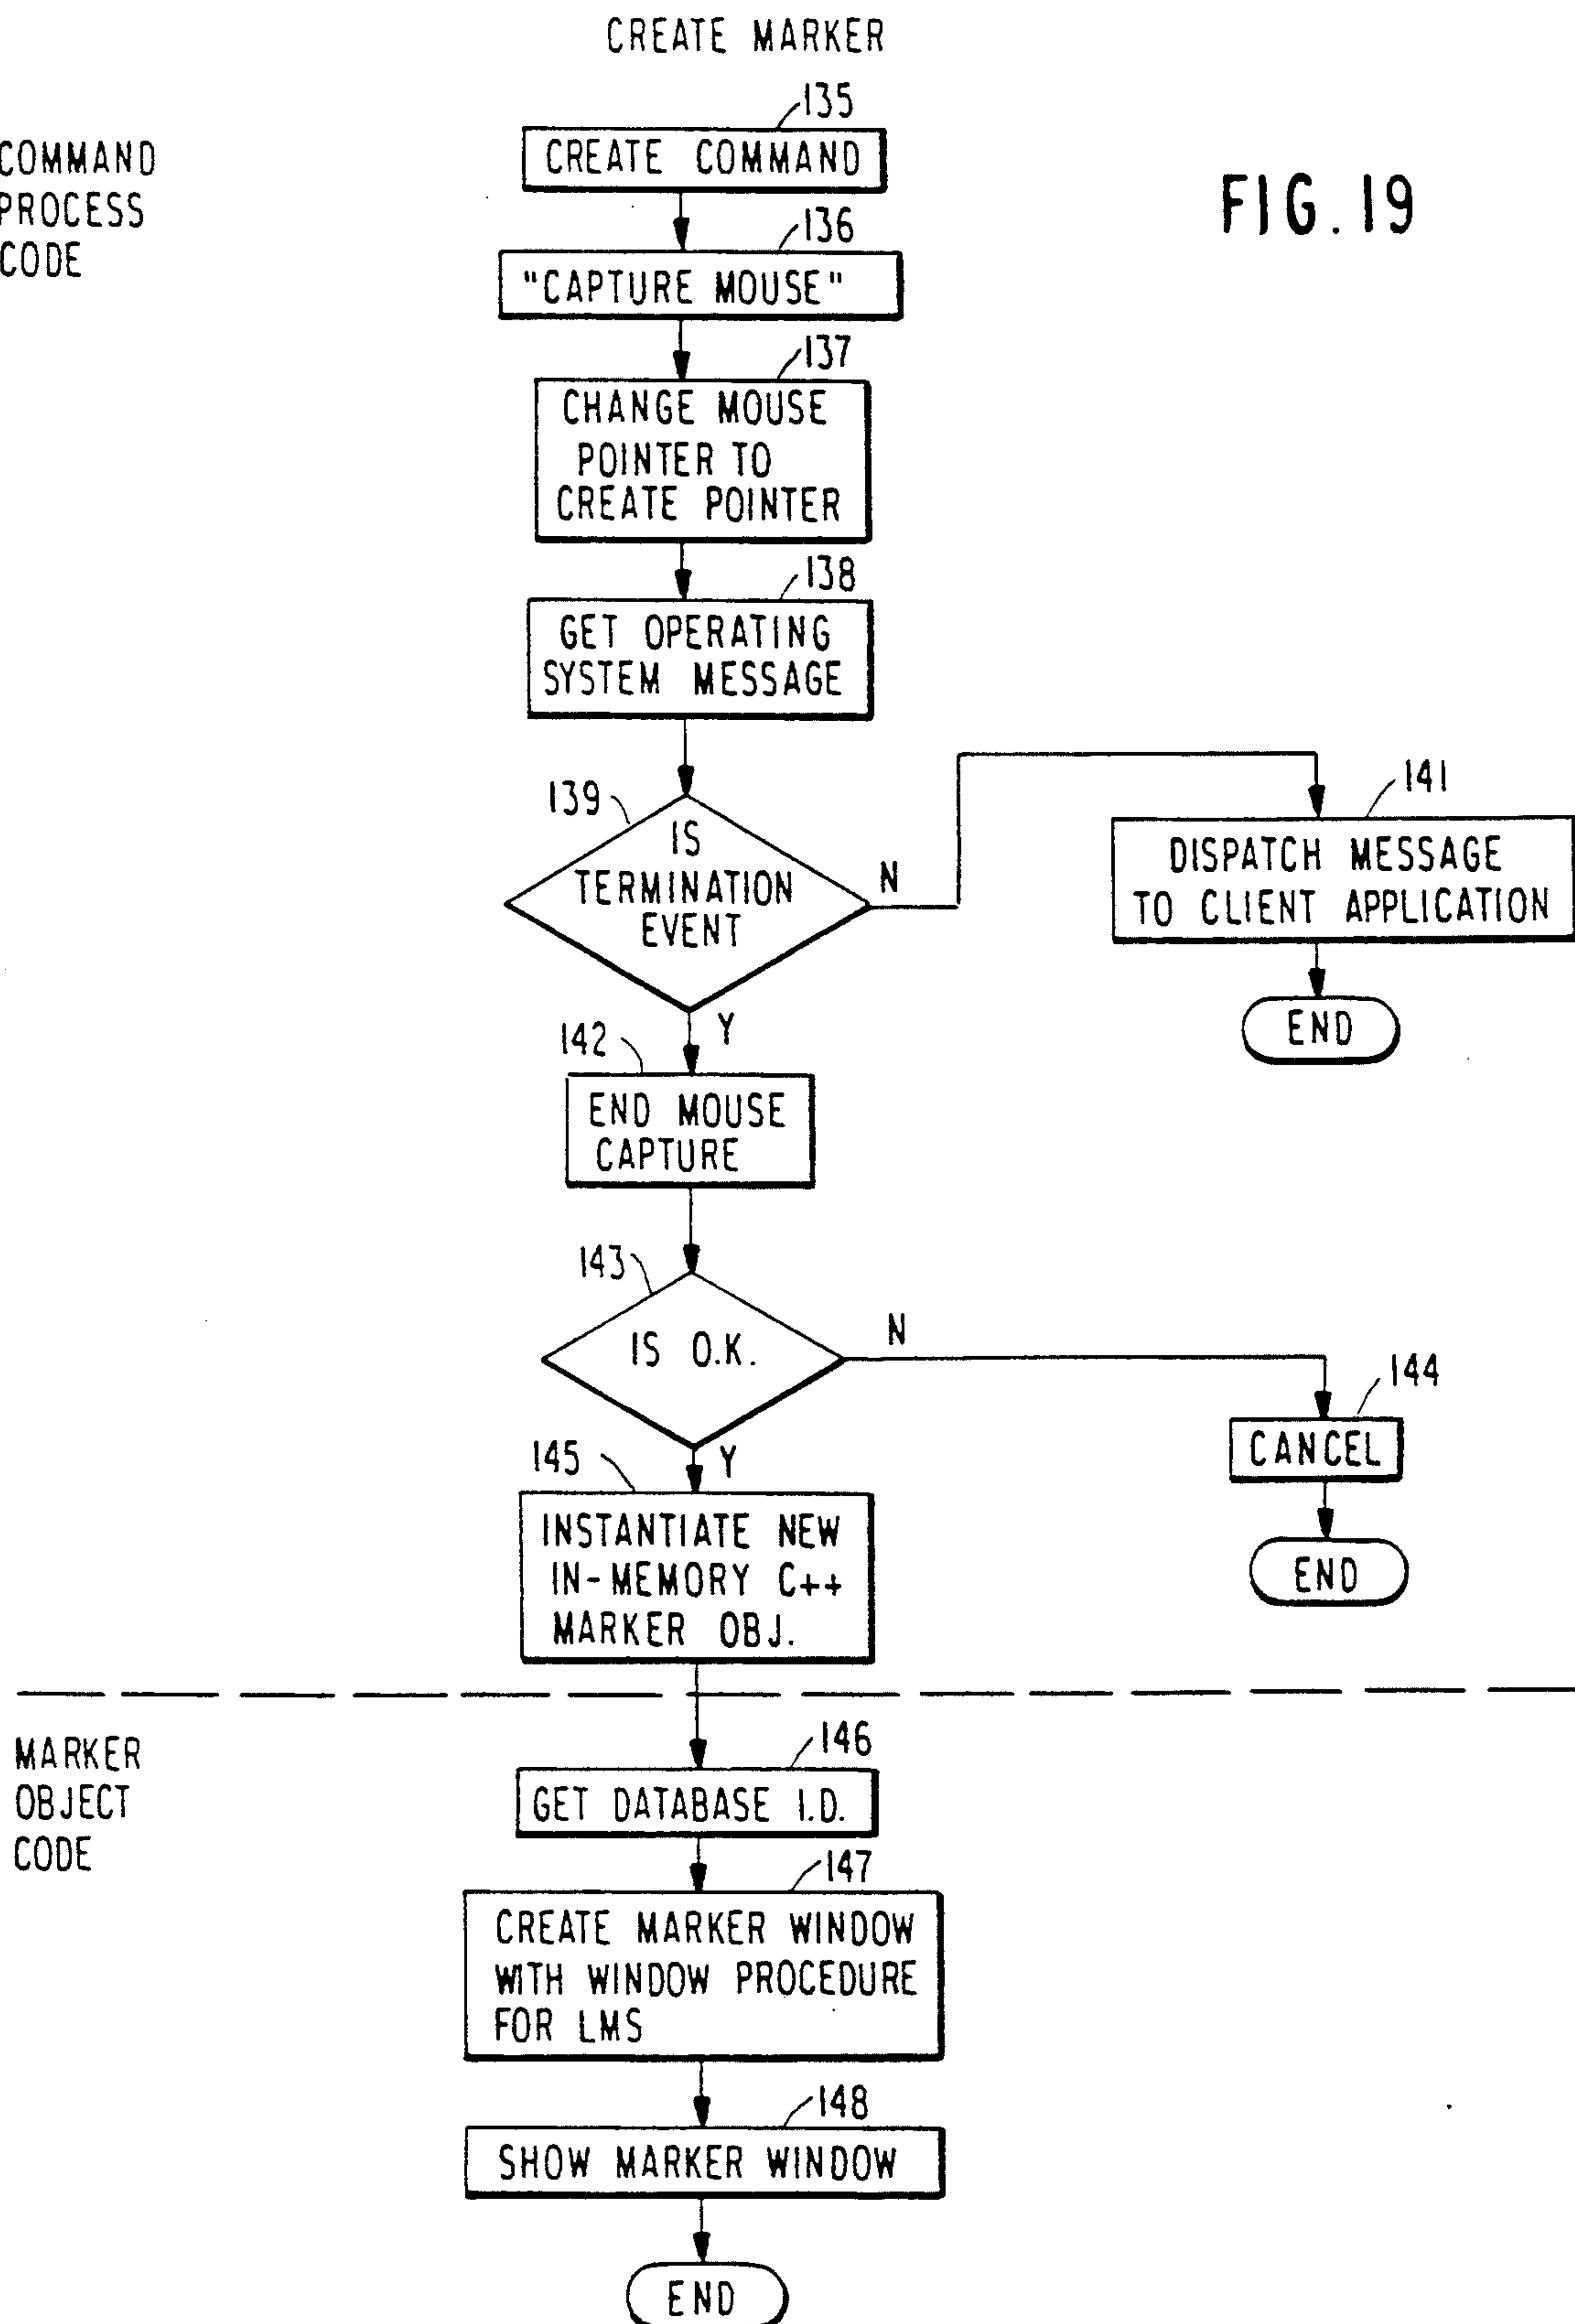 CREATE MARKER
COMMAND
PROCESS
CODE
FIG. 19
135
CREATE COMMAND
136
"CAPTURE MOUSE"
137
CHANGE MOUSE
POINTER TO
CREATE POINTER
138
GET OPERATING
SYSTEM MESSAGE
139
IS
TERMINATION
EVENT
N
141
DISPATCH MESSAGE
TO CLIENT APPLICATION
END
Y
142
END MOUSE
CAPTURE
143
IS O.K.
N
144
CANCEL
END
Y
145
INSTANTIATE NEW
IN-MEMORY C++
MARKER OBJ.
MARKER
OBJECT
CODE
146
GET DATABASE I.D.
147
CREATE MARKER WINDOW
WITH WINDOW PROCEDURE
FOR LMS
148
SHOW MARKER WINDOW
END